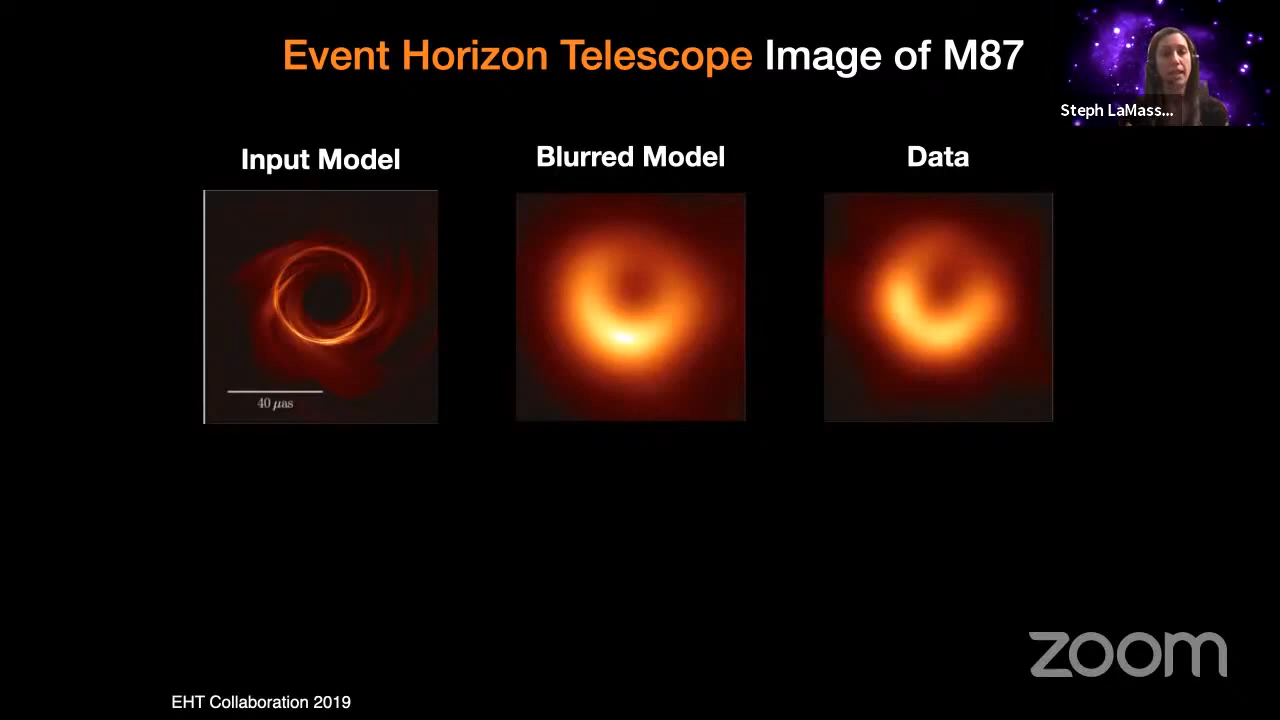 Event Horizon Telescope Image of M87
Steph LaMass...
Input Model
Blurred Model
Data
40 μas
zoom
EHT Collaboration 2019